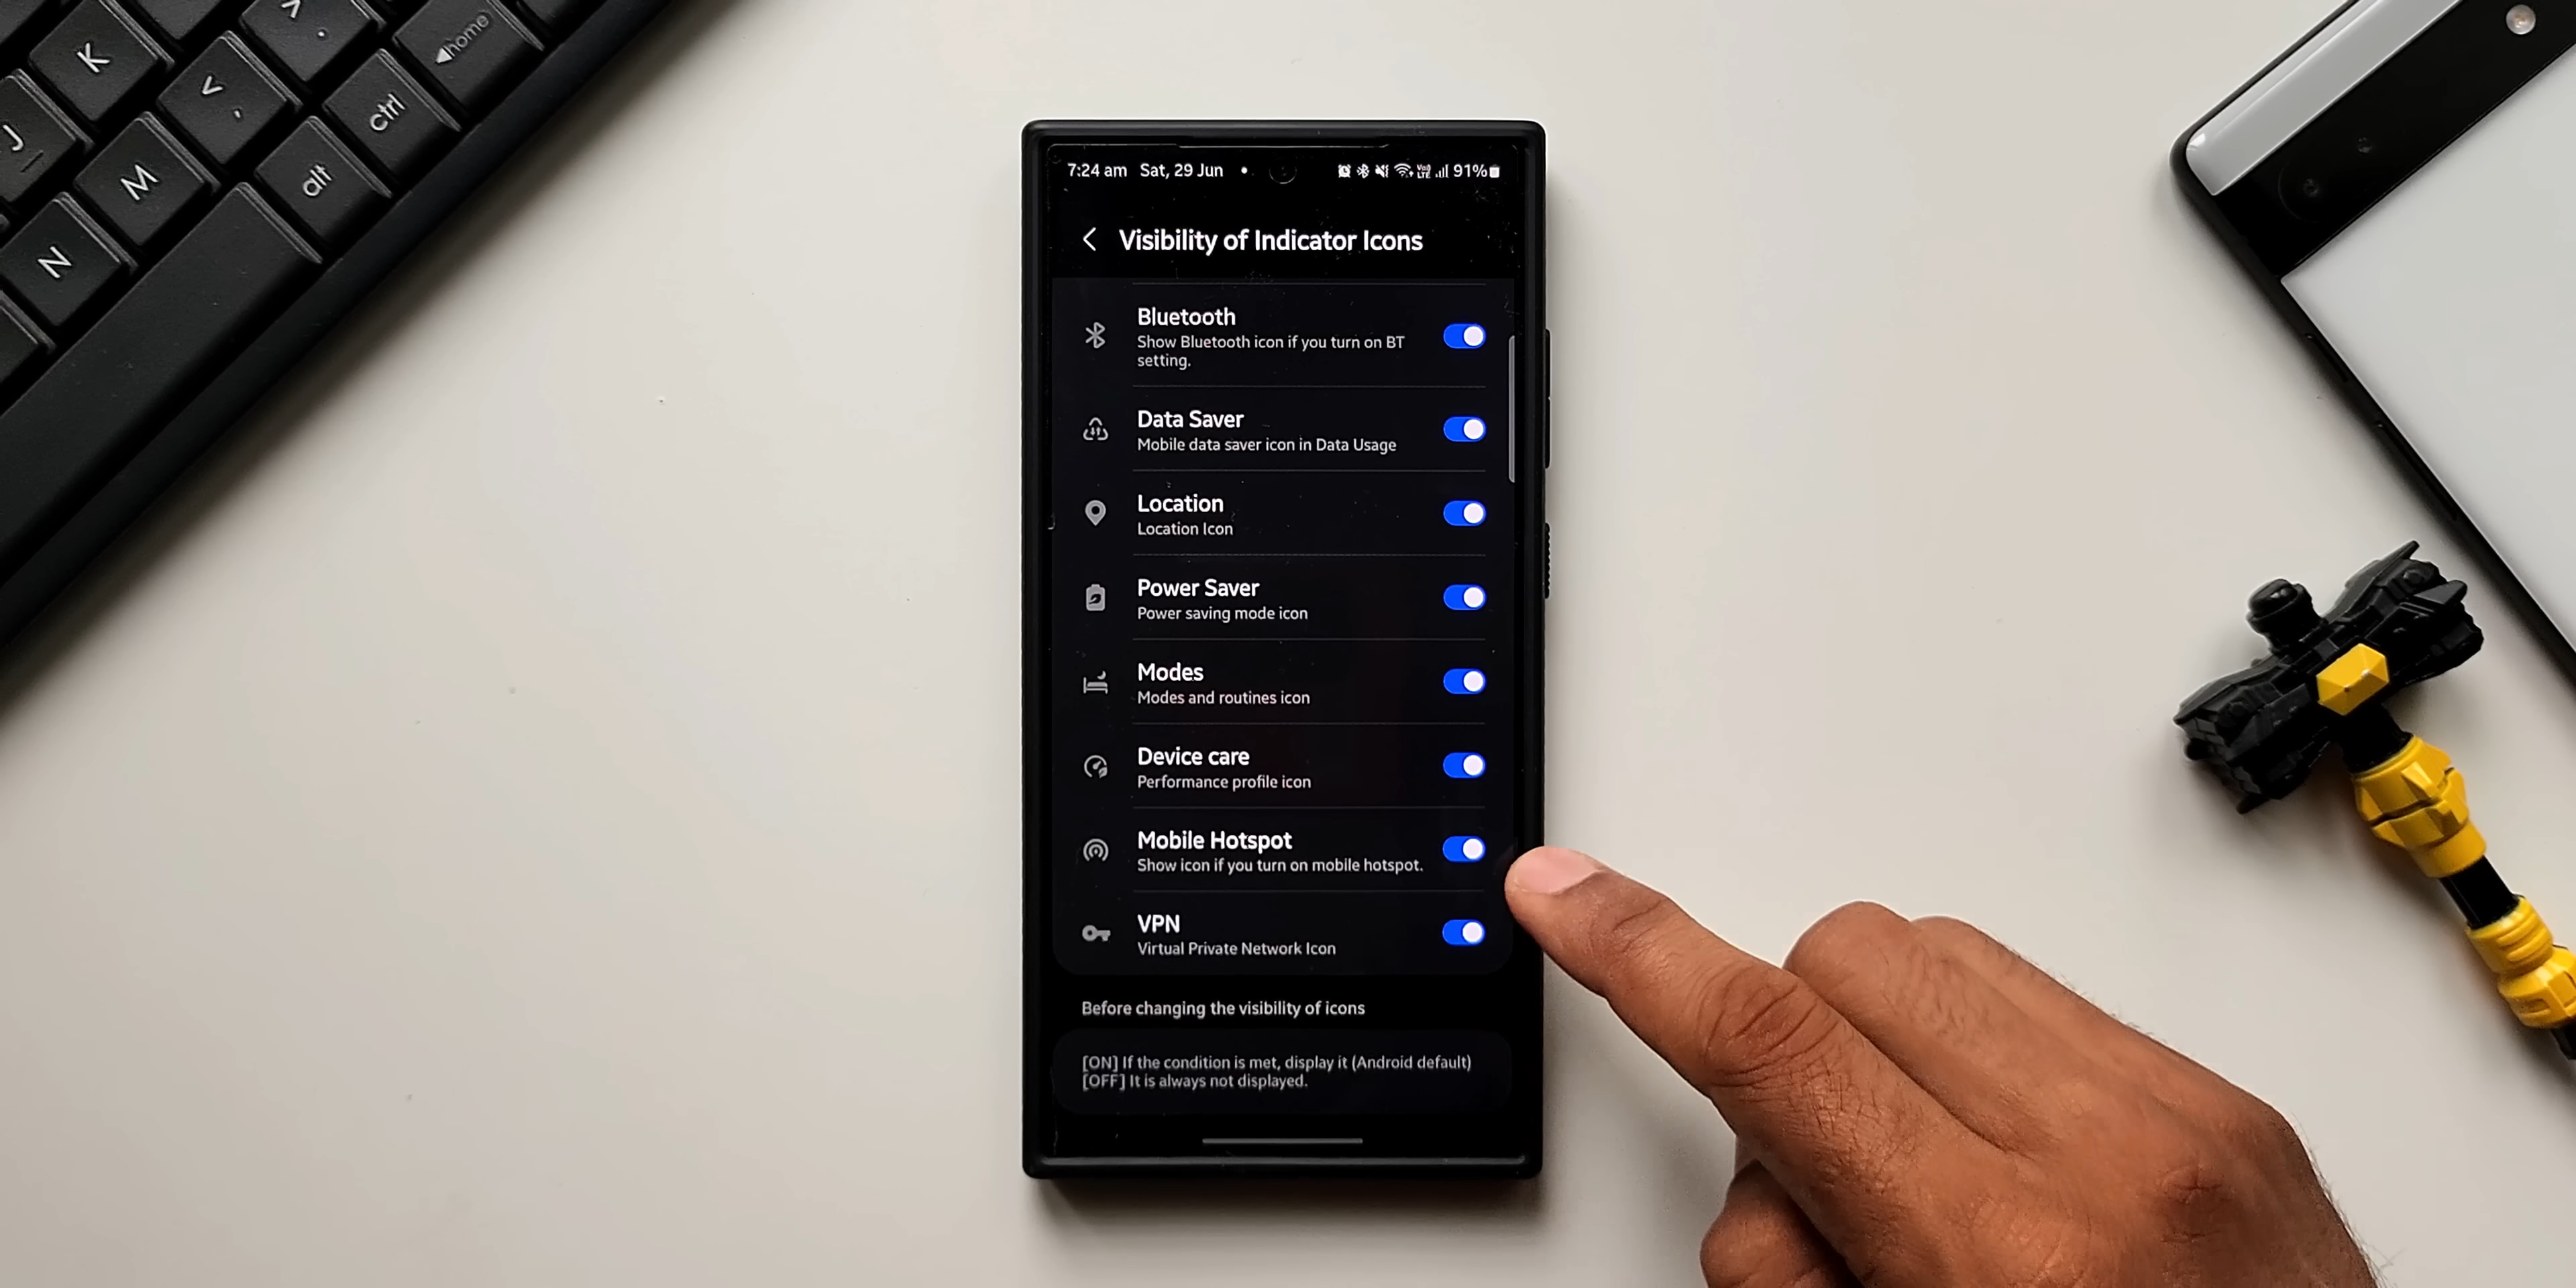 K
home
J
<
,
ctrl
M
alt
N
7:24 am Sat, 29 Jun
91%
Visibility of Indicator Icons
Bluetooth
Show Bluetooth icon if you turn on BT
setting.
Data Saver
Mobile data saver icon in Data Usage
Location
Location Icon
Power Saver
Power saving mode icon
Modes
Modes and routines icon
Device care
Performance profile icon
Mobile Hotspot
Show icon if you turn on mobile hotspot.
VPN
Virtual Private Network Icon
Before changing the visibility of icons
[ON] If the condition is met, display it (Android default)
[OFF] It is always not displayed.